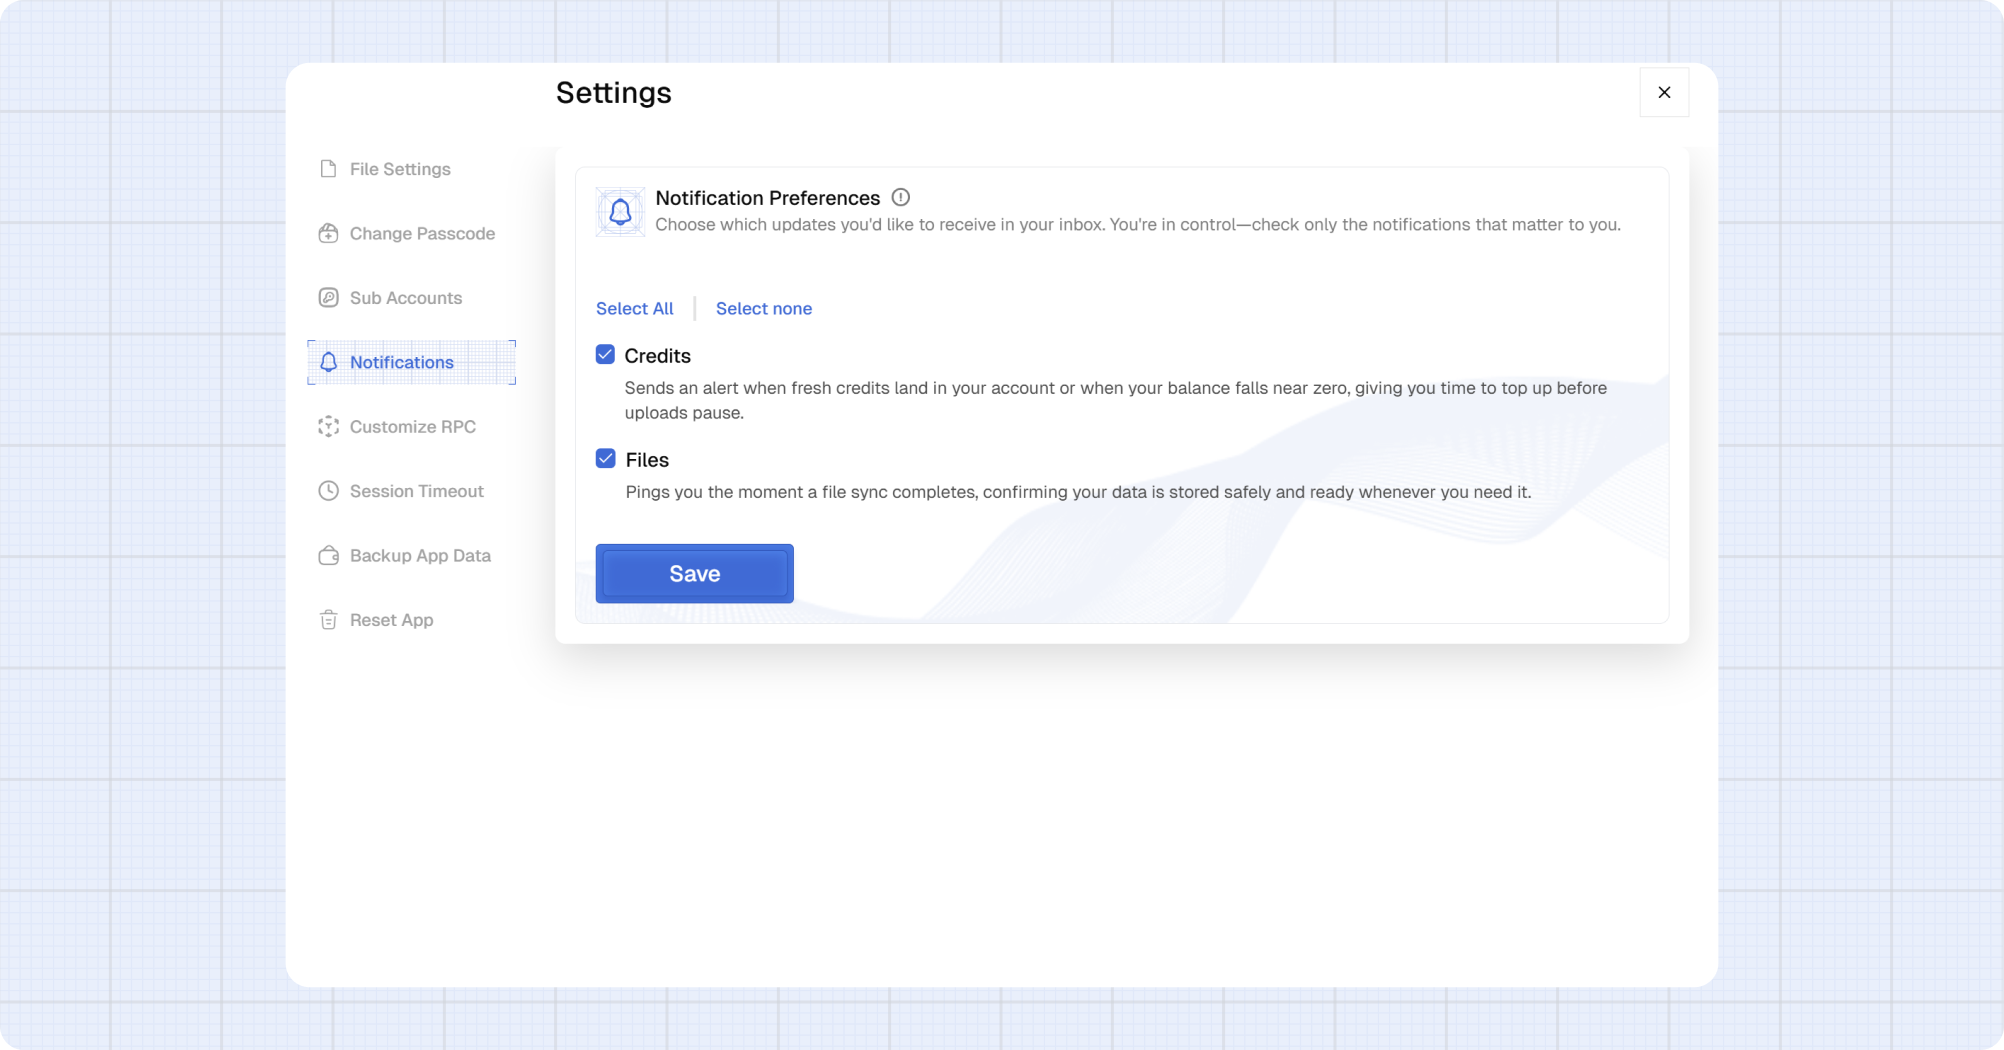 Settings
File Settings
Change Passcode
Sub Accounts
Notifications
Customize RPC
Session Timeout
Backup App Data
Reset App
Notification Preferences
Choose which updates you'd like to receive in your inbox. You're in control—check only the notifications that matter to you.
Select All
Select none
Credits
Sends an alert when fresh credits land in your account or when your balance falls near zero, giving you time to top up before
uploads pause.
Files
Pings you the moment a file sync completes, confirming your data is stored safely and ready whenever you need it.
Save